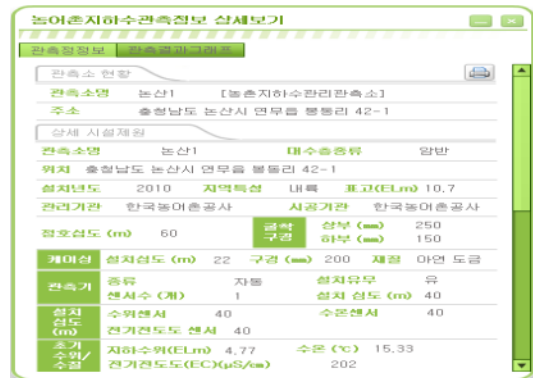 농어촌지하수관측정보 상세보기
관측정정보 관측결과그래프
관측소 현황
관측소명 논산1 [농촌지하수관리관측소]
주소 충청남도 논산시 연무읍 봉동리 42-1
상세 시설제원
관측소명 논산1 대수층종류 암반
위치 충청남도 논산시 연무읍 봉동리 42-1
설치년도 2010 지역특성 내륙 표고(ELm) 10,7
관리기관 한국농어촌공사 시공기관 한국농어촌공사
정호심도 (m) 60 굴착구경 상부 (mm) 250
하부 (mm) 150
케이싱 설치심도 (m) 22 구경 (mm) 200 재질 아연 도금
관측기 종류 자동 설치유무 유
센서수 (개) 1 설치 심도 (m) 40
설치심도(m) 수위센서 40 수온센서 40
전기전도도 센서 40
초기수위/수질 지하수위(ELm) 4,77 수온 (℃) 15,33
전기전도도(EC)(μS/cm) 202